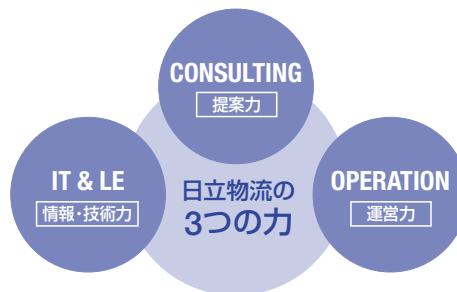 CONSULTING
提案力
IT & LE
情報・技術力
日立物流の
3つの力
OPERATION
運営力